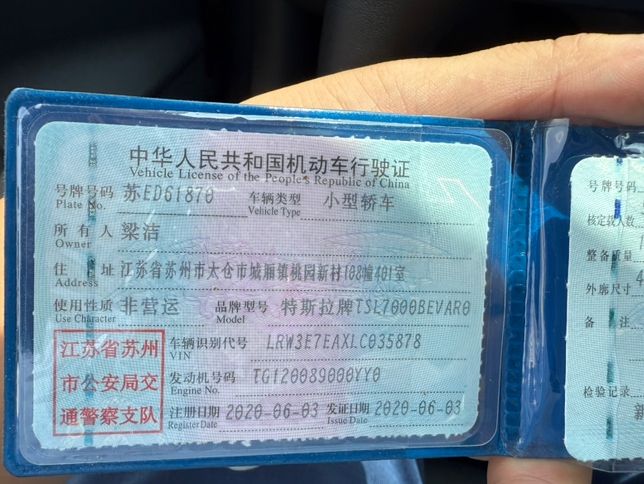 中华人民共和国机动车行驶证
Vehicle License of the People's Republic of China
号牌号码 苏ED61870 车辆类型 小型轿车
Plate No. Vehicle Type
所有人 梁洁
Owner
住址 江苏省苏州市太仓市城厢镇桃园新村108幢401室
Address
使用性质 非营运 品牌型号 特斯拉牌TSL7000BEVAR0
Use Character Model
江苏省苏州
市公安局交
通警察支队
车辆识别代号 LRW3E7EAXLC035878
VIN
发动机号码 TG120089000YY0
Engine No.
注册日期 2020-06-03 发证日期 2020-06-03
Register Date Issue Date
号牌号码
核定载人数
整备质量
外廓尺寸 4
备注
检验记录